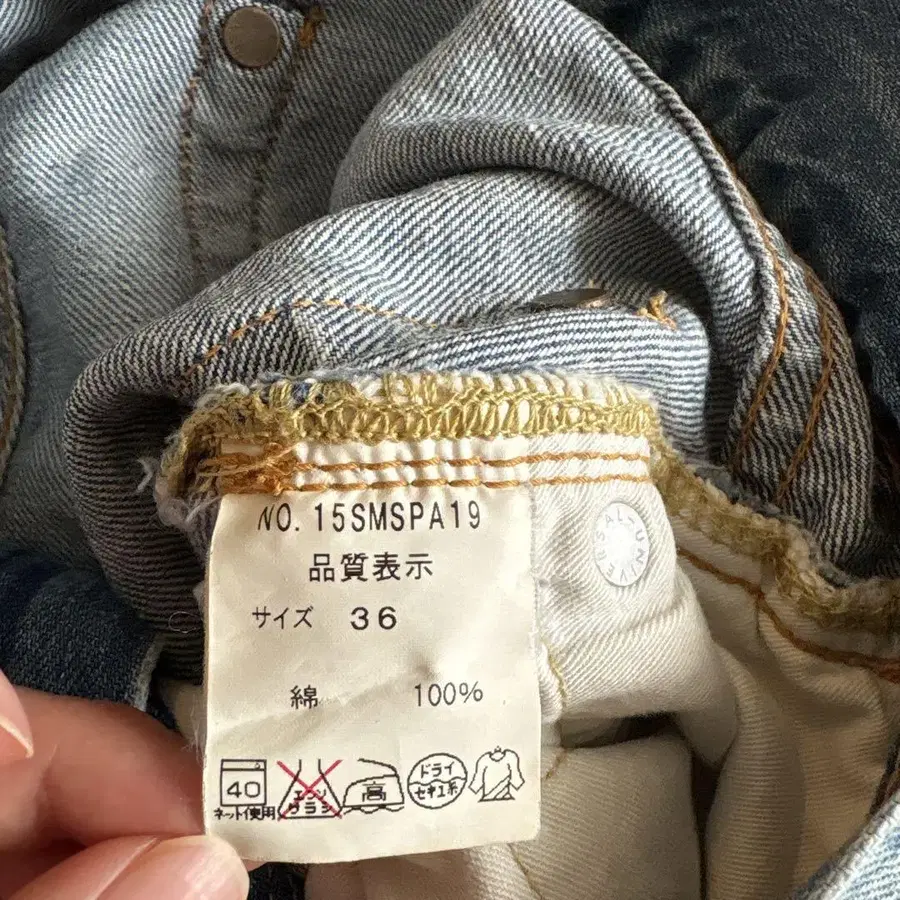 NO. 15SMSPA19
品質表示
サイズ 36
綿 100%
40
ネット使用
エンソ
サラシ
高
ドライ
セキユ系
UNIVERSAL